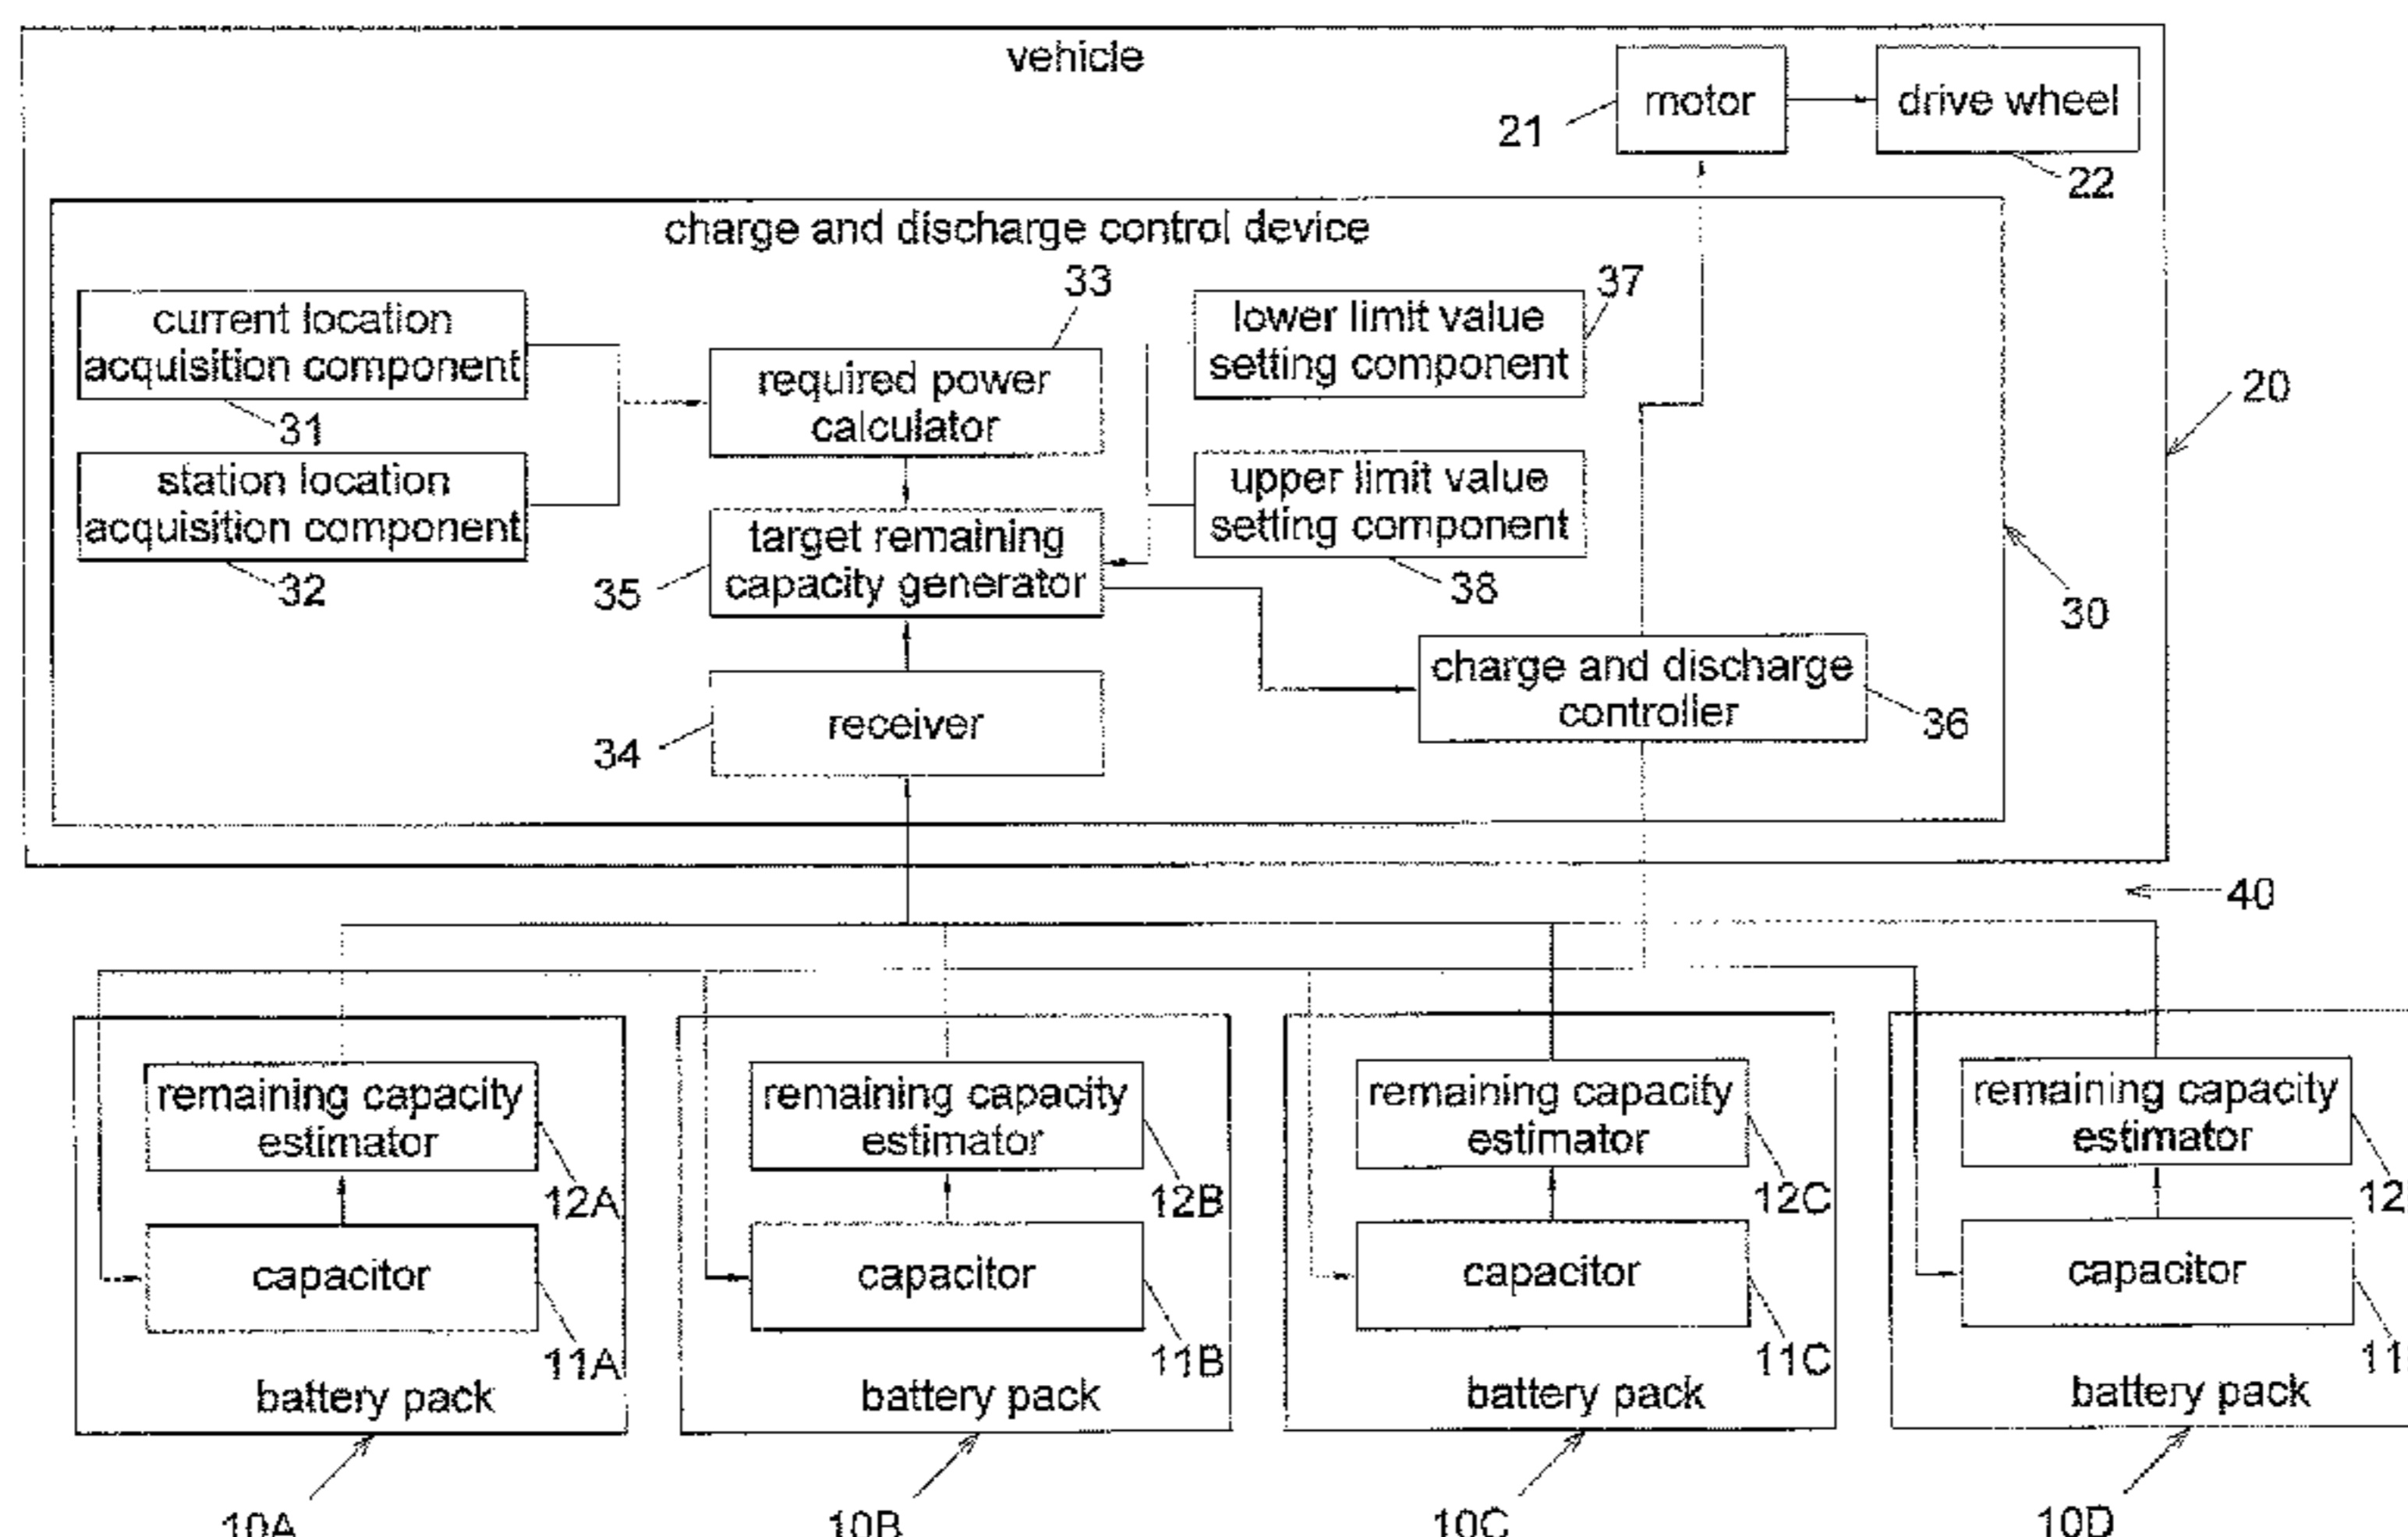 vehicle
motor
drive wheel
21
22
charge and discharge control device
33
37
current location
acquisition component
lower limit value
setting component
required power
calculator
20
31
station location
acquisition component
upper limit value
setting component
target remaining
capacity generator
32
35
38
30
charge and discharge
controller
receiver
34
36
40
remaining capacity
estimator
remaining capacity
estimator
remaining capacity
estimator
remaining capacity
estimator
12A
12B
12C
12
capacitor
capacitor
capacitor
capacitor
11A
11B
11C
11
battery pack
battery pack
battery pack
battery pack
10A
10B
10C
10D